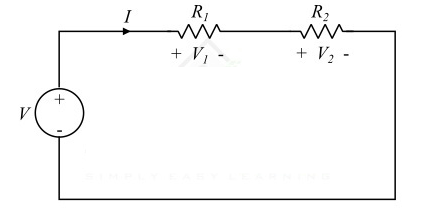 I R₁ R₂
+ V₁ - + V₂ -
V + -